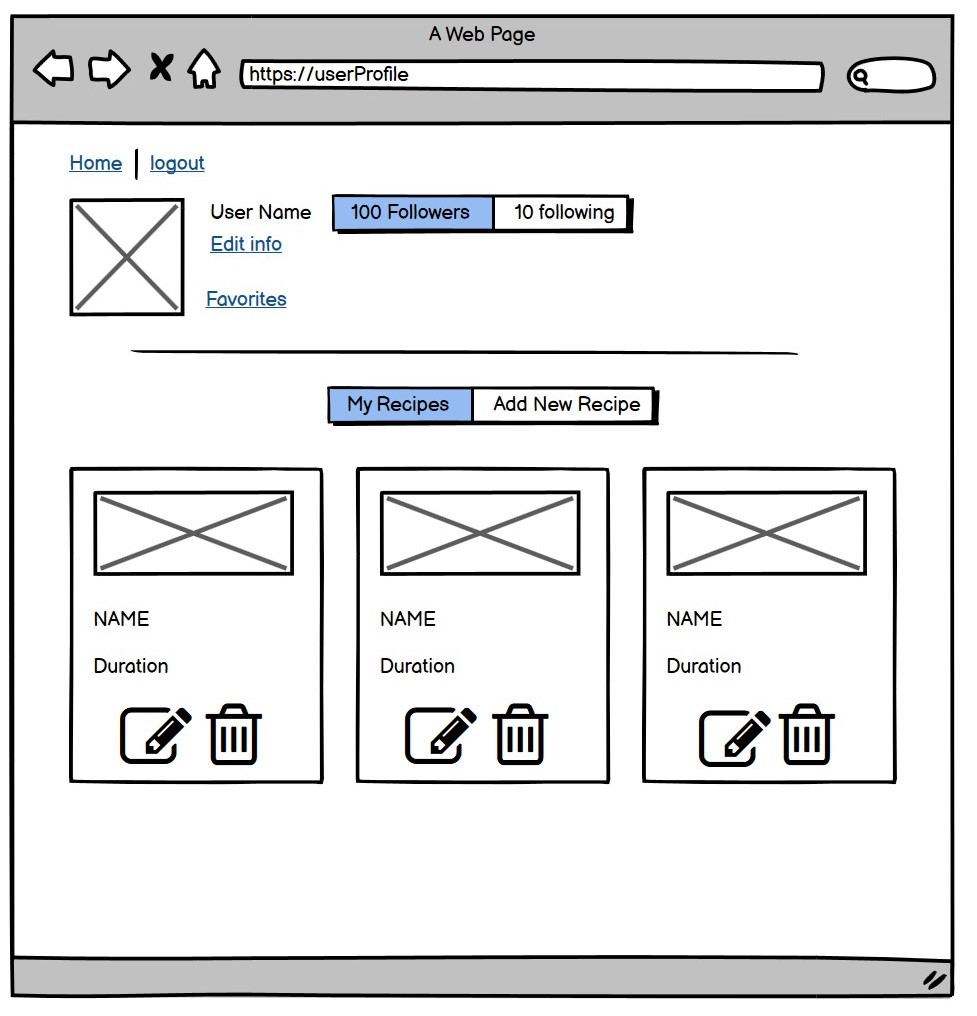 A Web Page
https://userProfile
Home | logout
User Name 100 Followers 10 following
Edit info
Favorites
My Recipes Add New Recipe
NAME NAME NAME
Duration Duration Duration